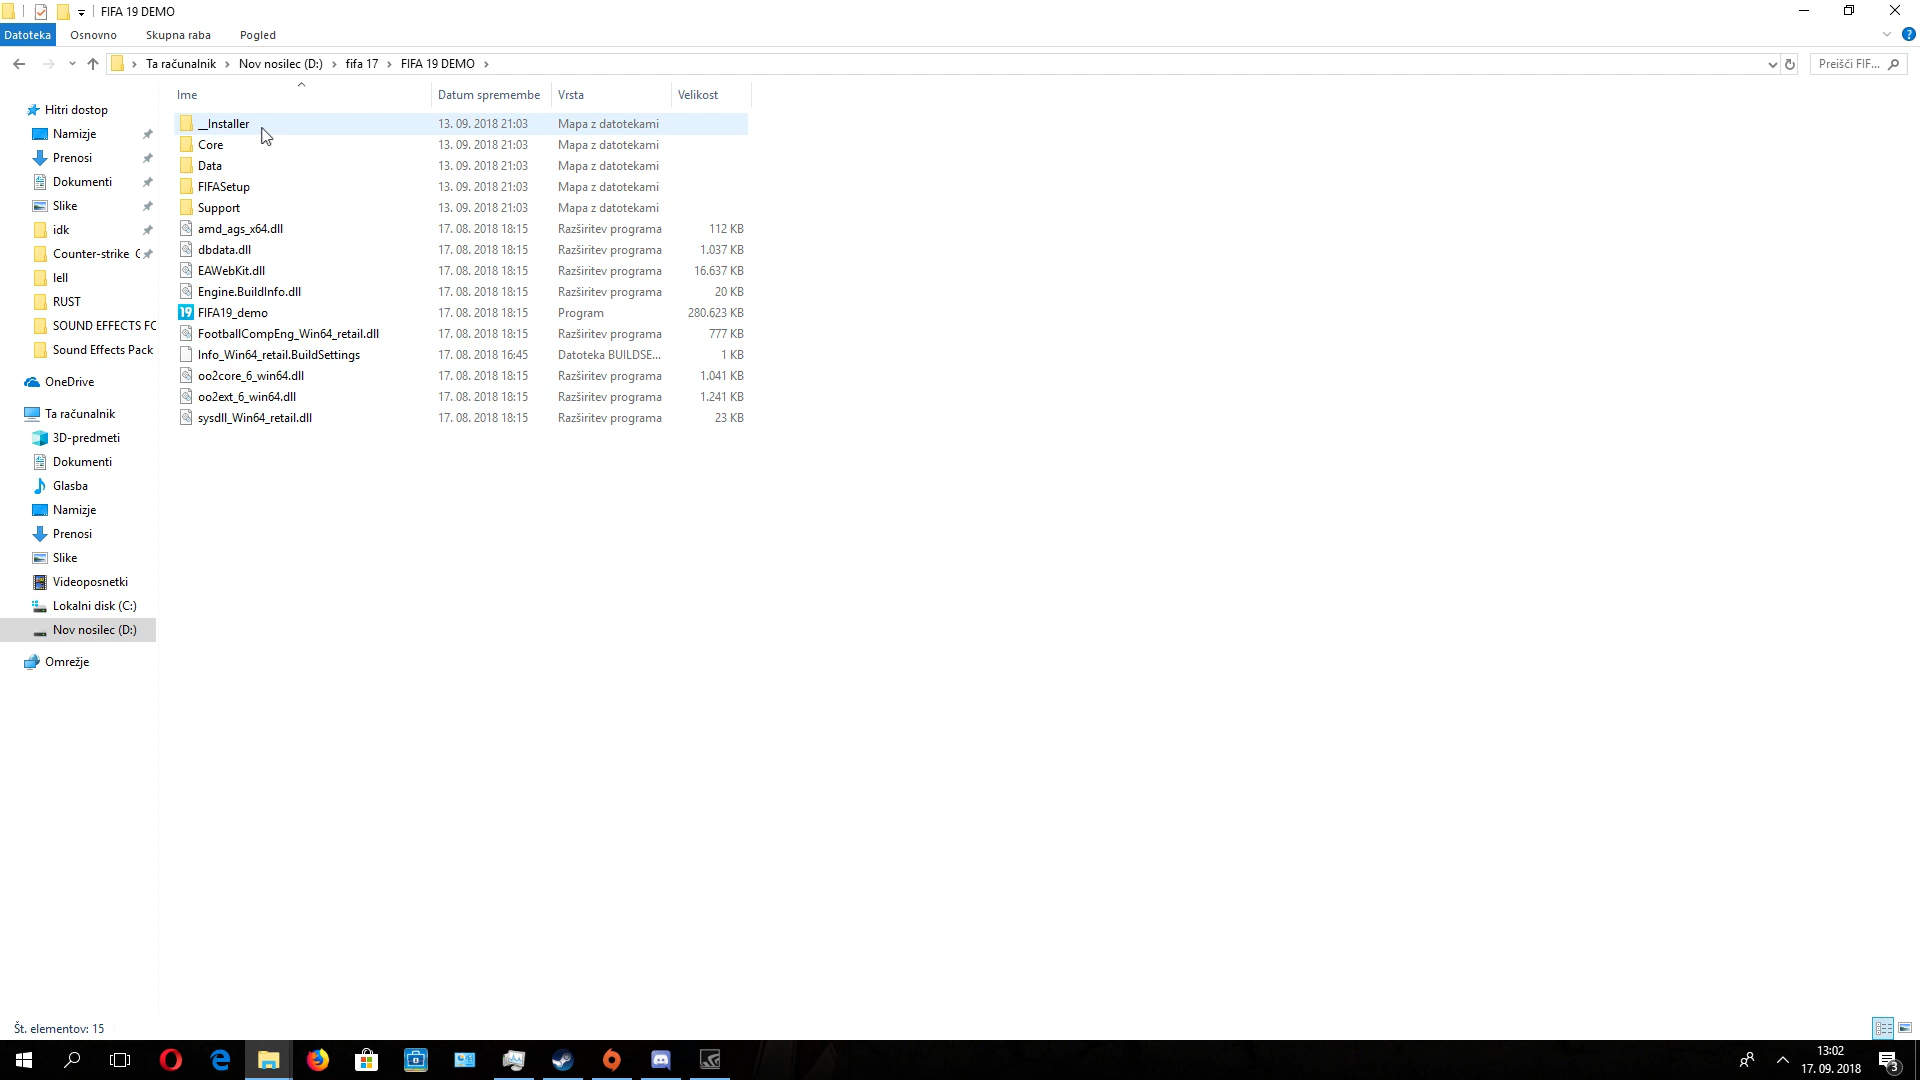 FIFA 19 DEMO
Datoteka Osnovno Skupna raba Pogled
Ta računalnik Nov nosilec (D:) fifa 17 FIFA 19 DEMO Preišči FIF...
Ime Datum spremembe Vrsta Velikost
__Installer 13. 09. 2018 21:03 Mapa z datotekami
Core 13. 09. 2018 21:03 Mapa z datotekami
Data 13. 09. 2018 21:03 Mapa z datotekami
FIFASetup 13. 09. 2018 21:03 Mapa z datotekami
Support 13. 09. 2018 21:03 Mapa z datotekami
amd_ags_x64.dll 17. 08. 2018 18:15 Razširitev programa 112 KB
dbdata.dll 17. 08. 2018 18:15 Razširitev programa 1.037 KB
EAWebKit.dll 17. 08. 2018 18:15 Razširitev programa 16.637 KB
Engine.BuildInfo.dll 17. 08. 2018 18:15 Razširitev programa 20 KB
19 FIFA19_demo 17. 08. 2018 18:15 Program 280.623 KB
FootballCompEng_Win64_retail.dll 17. 08. 2018 18:15 Razširitev programa 777 KB
Info_Win64_retail.BuildSettings 17. 08. 2018 16:45 Datoteka BUILDSE... 1 KB
oo2core_6_win64.dll 17. 08. 2018 18:15 Razširitev programa 1.041 KB
oo2ext_6_win64.dll 17. 08. 2018 18:15 Razširitev programa 1.241 KB
sysdll_Win64_retail.dll 17. 08. 2018 18:15 Razširitev programa 23 KB
Hitri dostop
Namizje
Prenosi
Dokumenti
Slike
idk
Counter-strike
lell
RUST
SOUND EFFECTS FC
Sound Effects Pack
OneDrive
Ta računalnik
3D-predmeti
Dokumenti
Glasba
Namizje
Prenosi
Slike
Videoposnetki
Lokalni disk (C:)
Nov nosilec (D:)
Omrežje
Št. elementov: 15
13:02
17. 09. 2018
3